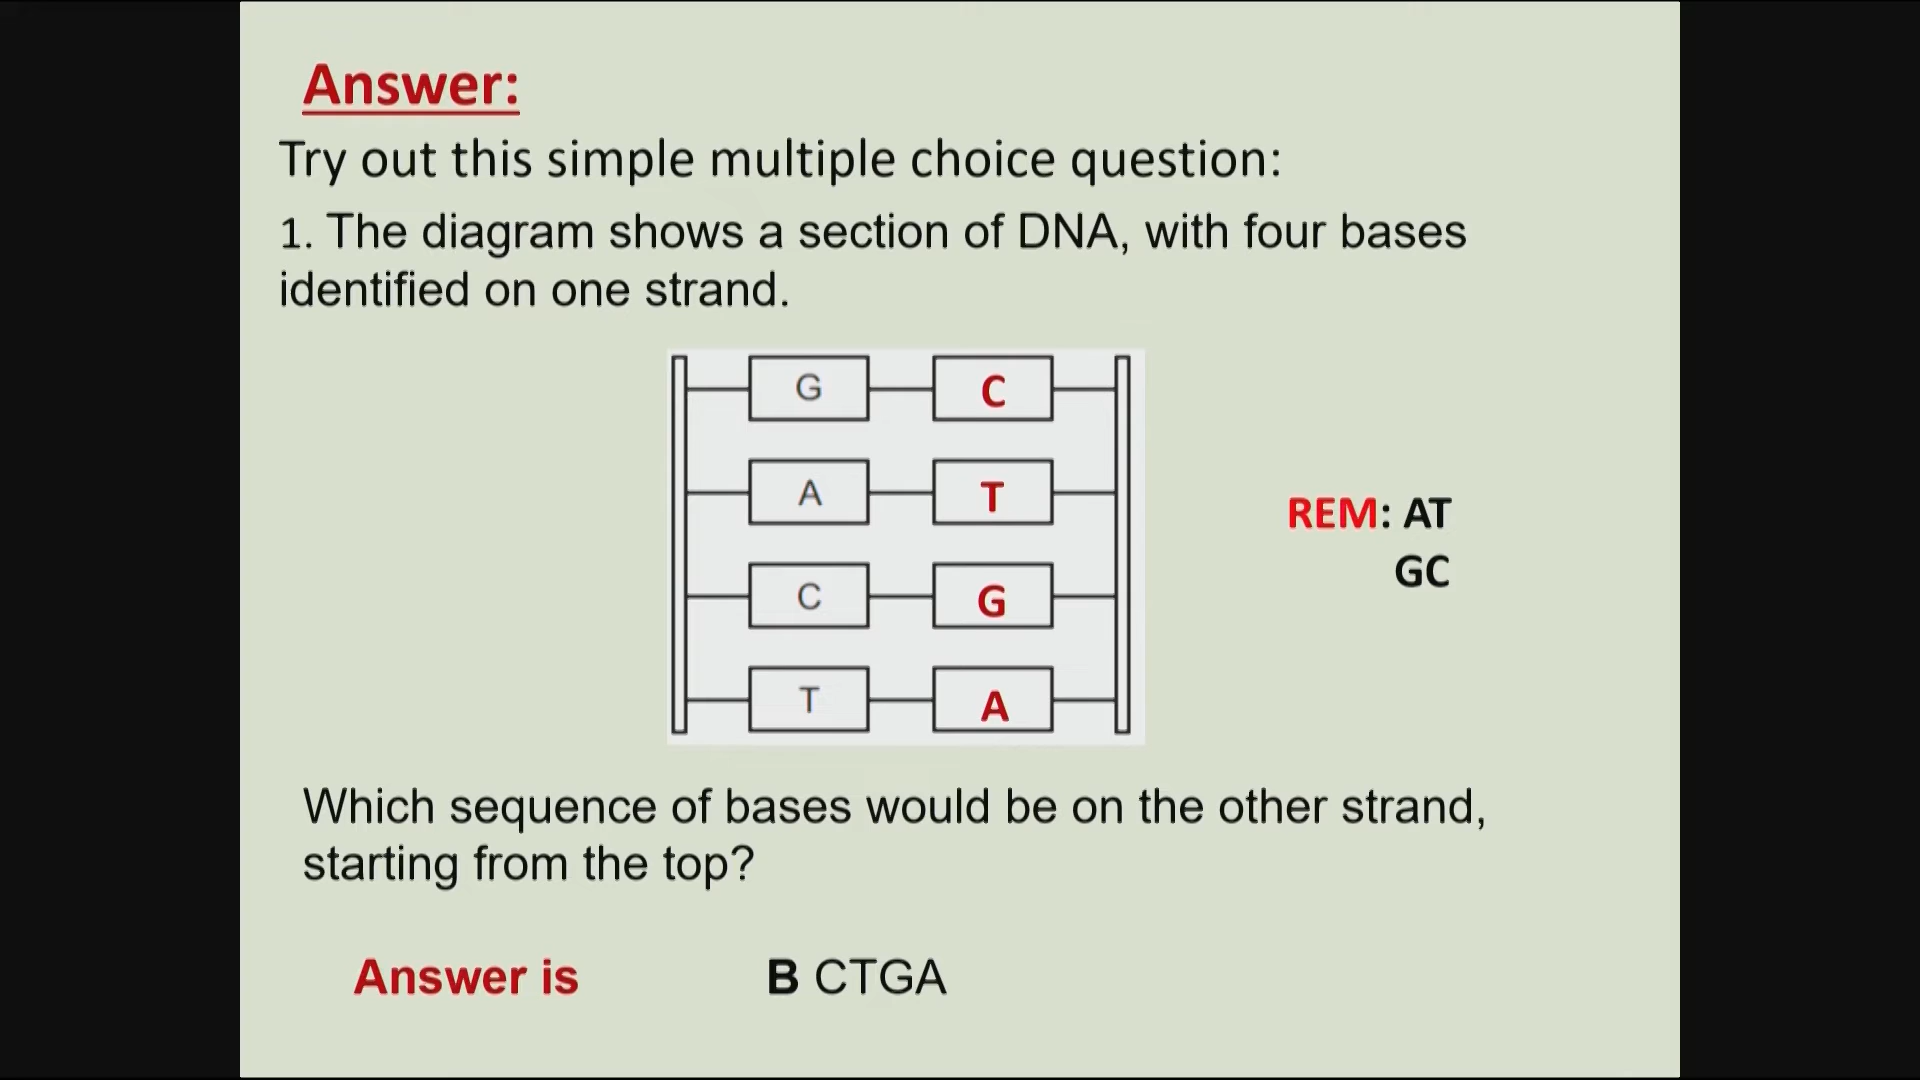 Answer:
Try out this simple multiple choice question:
1. The diagram shows a section of DNA, with four bases
identified on one strand.
G C
A T
C G
T A
REM: AT
GC
Which sequence of bases would be on the other strand,
starting from the top?
Answer is B CTGA